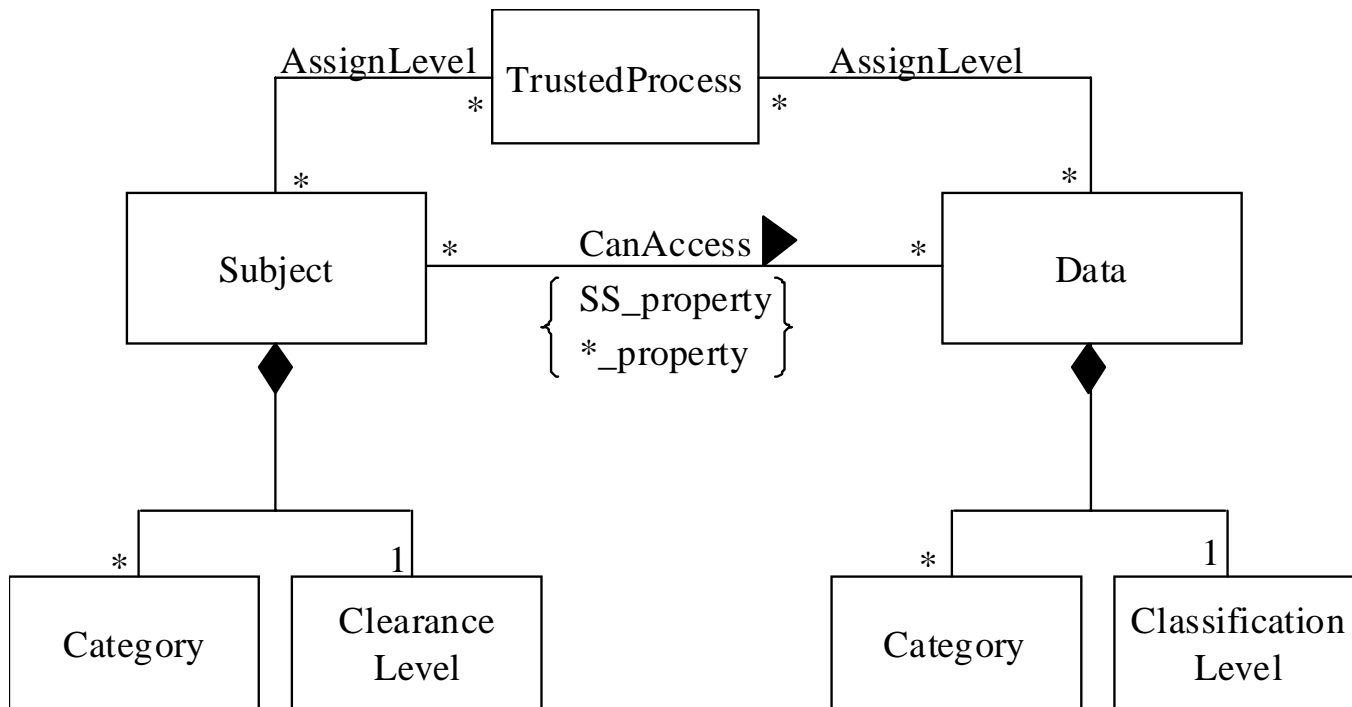 AssignLevel
TrustedProcess
AssignLevel
*
*
*
*
Subject
*
CanAccess
*
Data
SS_property
*_property
*
1
*
1
Category
Clearance
Level
Category
Classification
Level